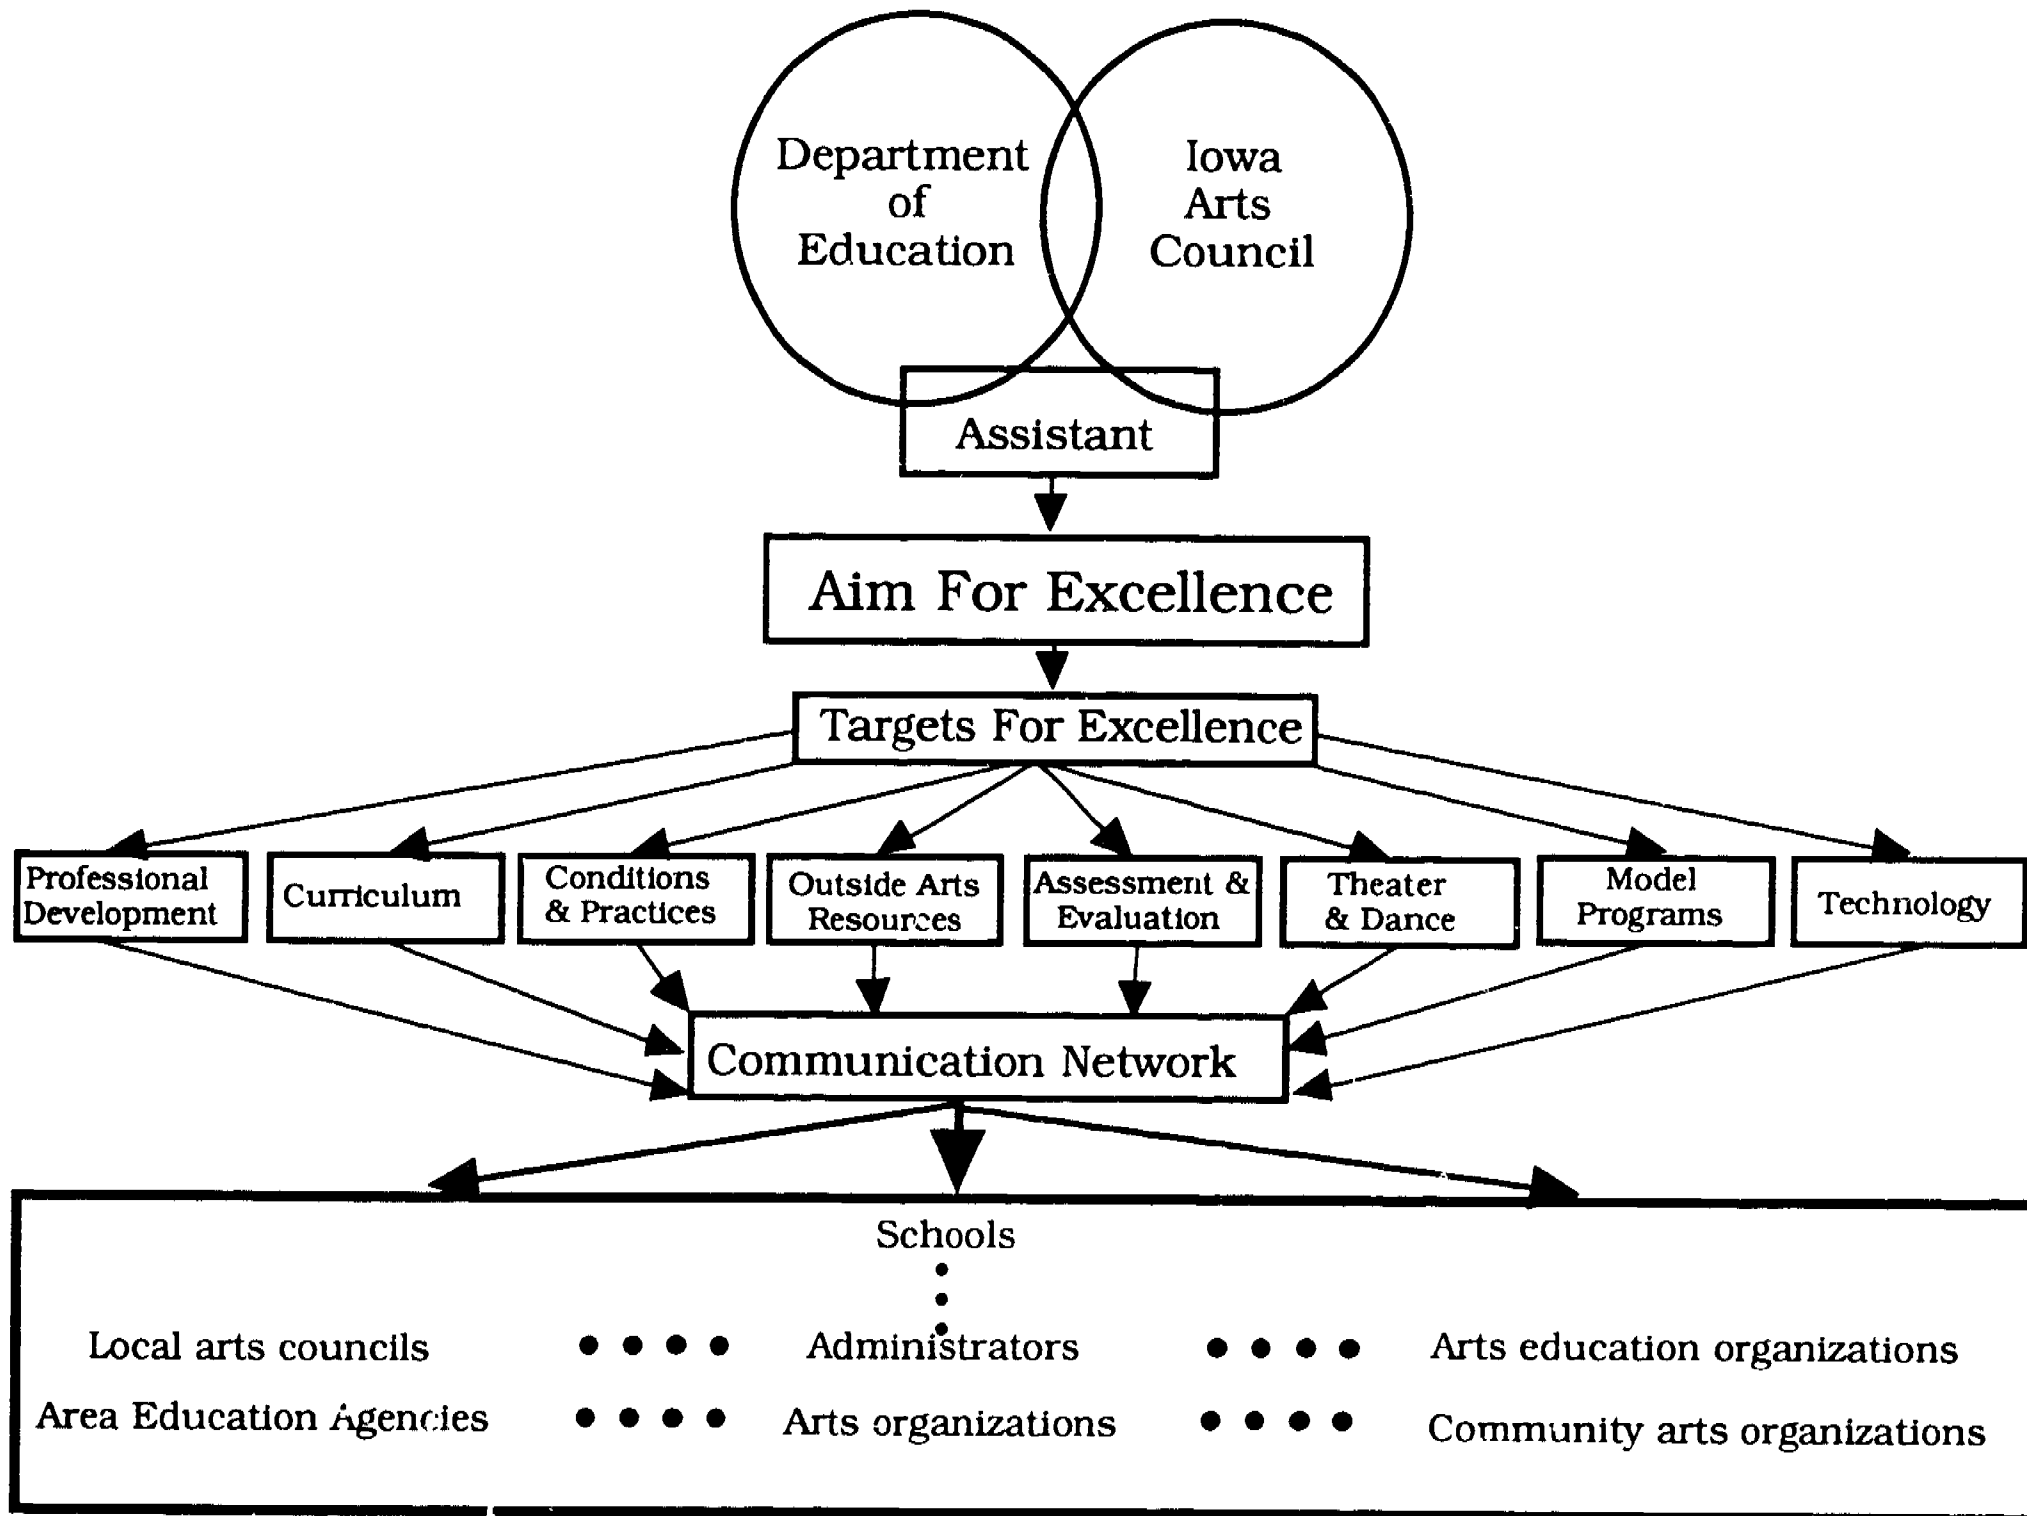 Department
of
Education
Iowa
Arts
Council
Assistant
Aim For Excellence
Targets For Excellence
Professional
Development
Curriculum
Conditions
& Practices
Outside Arts
Resources
Assessment &
Evaluation
Theater
& Dance
Model
Programs
Technology
Communication Network
Schools
Local arts councils
Administrators
Arts education organizations
Area Education Agencies
Arts organizations
Community arts organizations